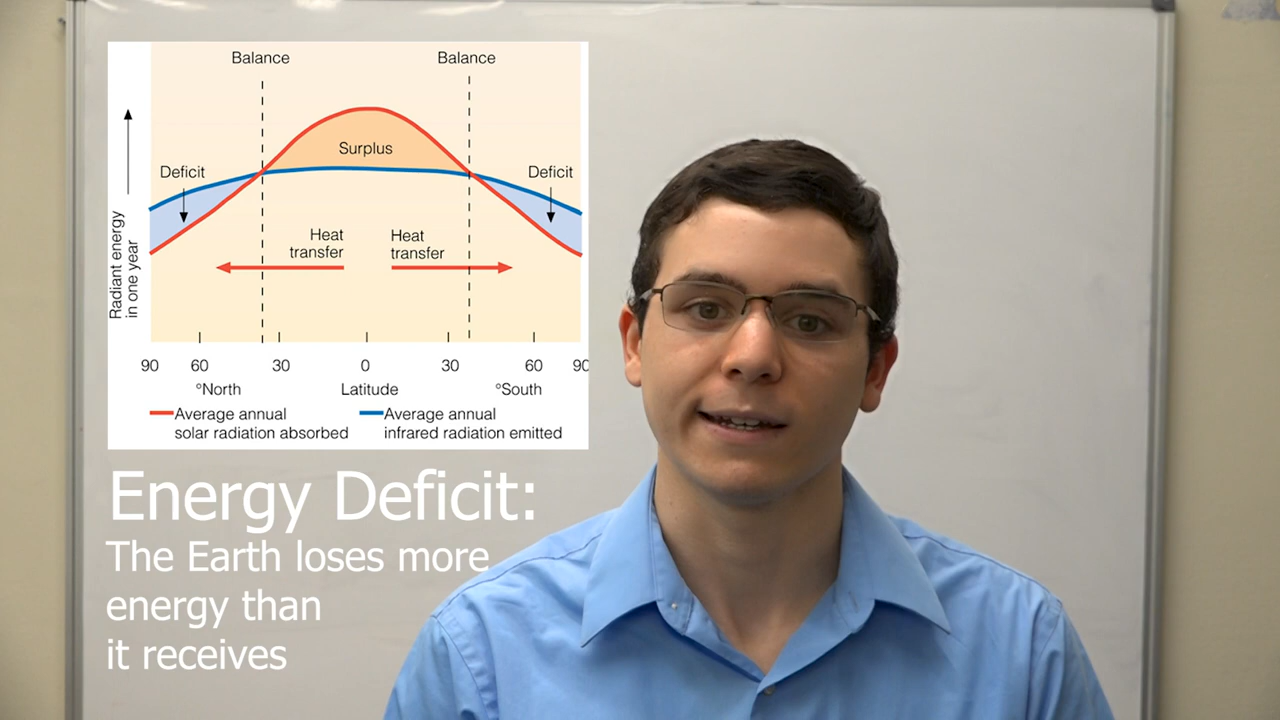 Balance Balance
Surplus
Deficit Deficit
Radiant energy
in one year
Heat
transfer
Heat
transfer
90 60 30 0 30 60 90
°North Latitude °South
Average annual
solar radiation absorbed
Average annual
infrared radiation emitted
Energy Deficit:
The Earth loses more
energy than
it receives